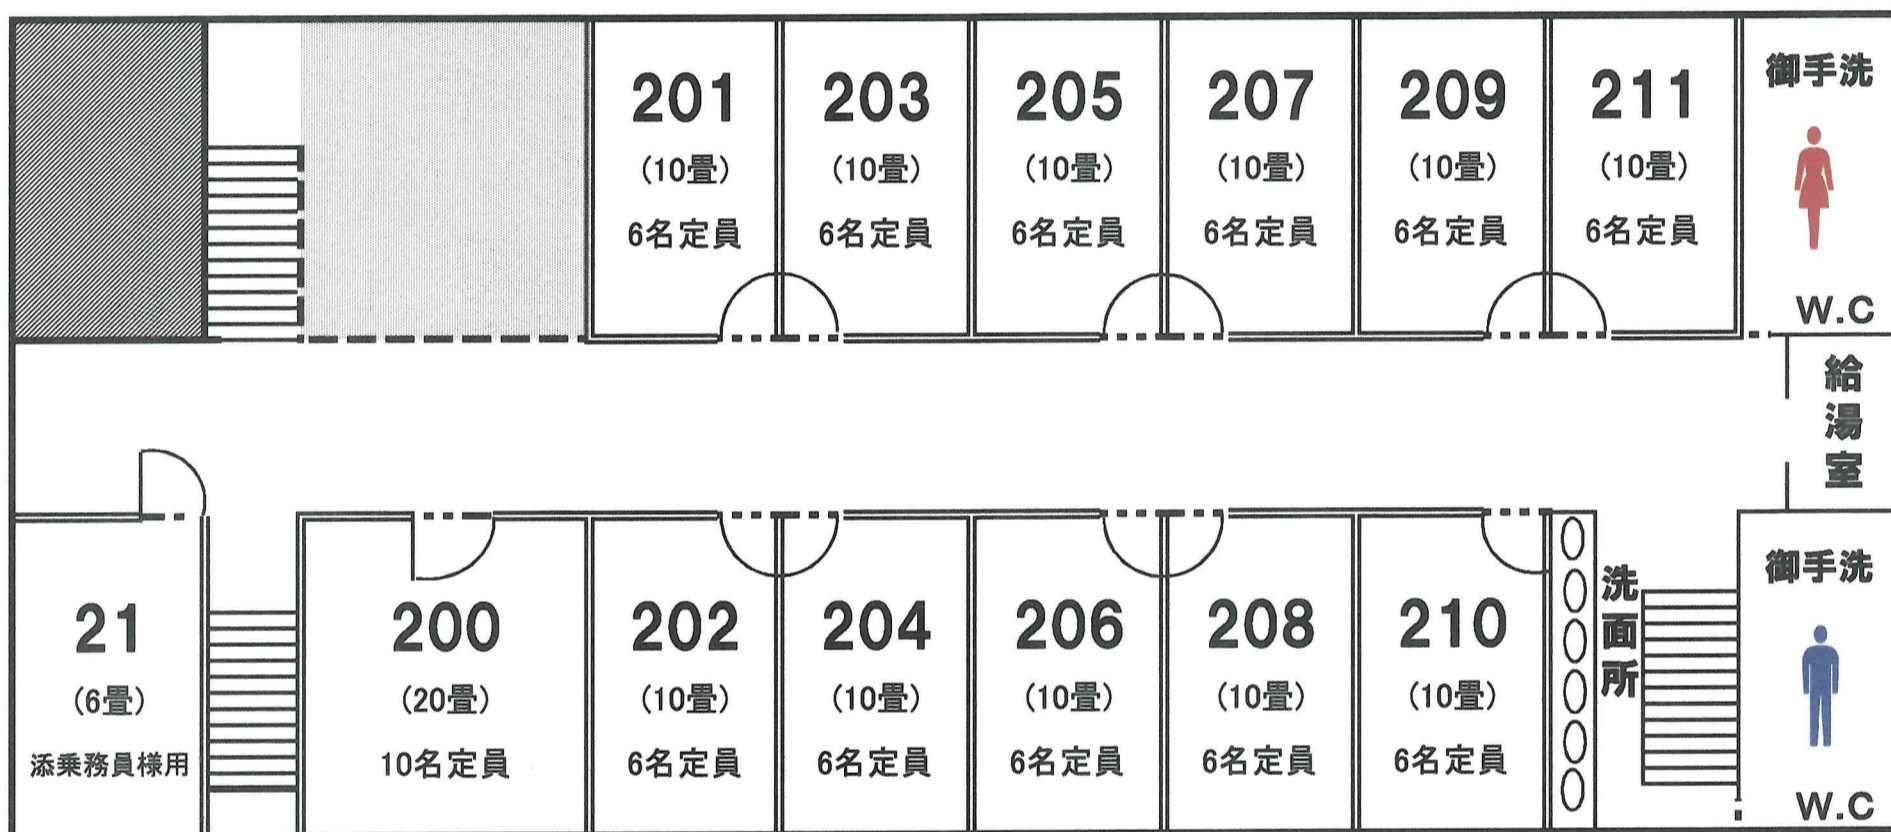 201
(10畳)
6名定員
203
(10畳)
6名定員
205
(10畳)
6名定員
207
(10畳)
6名定員
209
(10畳)
6名定員
211
(10畳)
6名定員
御手洗
W.C
給湯室
21
(6畳)
添乗務員様用
200
(20畳)
10名定員
202
(10畳)
6名定員
204
(10畳)
6名定員
206
(10畳)
6名定員
208
(10畳)
6名定員
210
(10畳)
6名定員
洗面所
御手洗
W.C